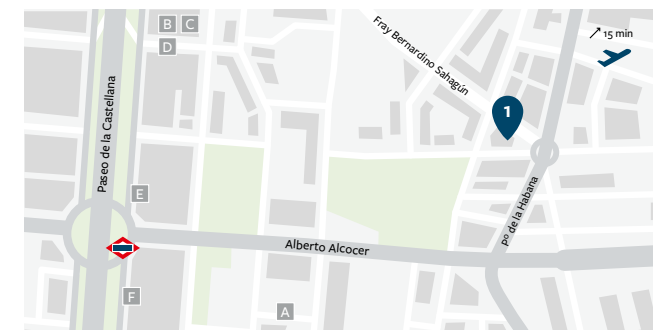 B C
D
Fray Bernardino Sahagún
↗ 15 min
1
Paseo de la Castellana
E
Pº de la Habana
Alberto Alcocer
F
A